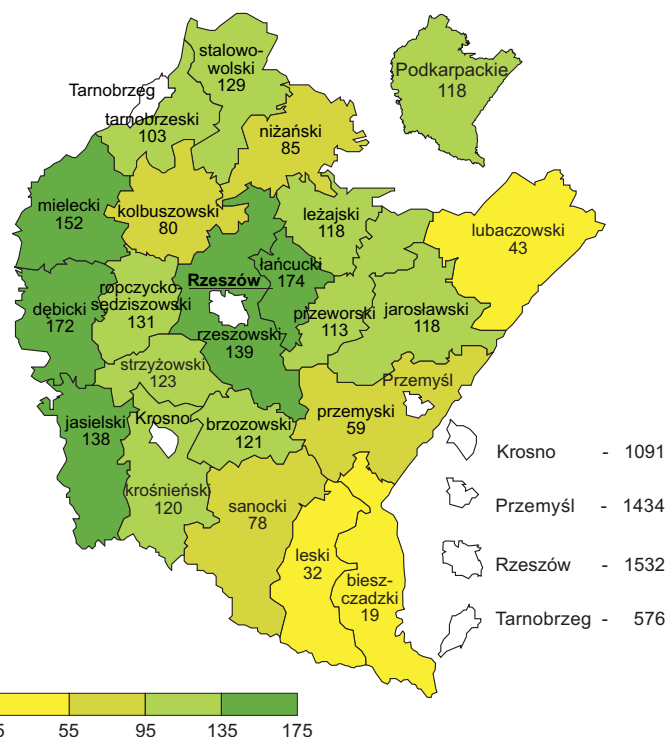 stalowo-
wolski
129
Podkarpackie
118
Tarnobrzeg
tarnobrzeski
103
niżański
85
mielecki
152
kolbuszowski
80
leżajski
118
lubaczowski
43
łańcucki
174
Rzeszów
ropczycko-
sędziszowski
131
dębicki
172
rzeszowski
139
przeworski
113
jarosławski
118
strzyżowski
123
Przemyśl
przemyski
59
jasielski
138
Krosno
brzozowski
121
krośnieński
120
sanocki
78
leski
32
biesz-
czadzki
19
Krosno - 1091
Przemyśl - 1434
Rzeszów - 1532
Tarnobrzeg - 576
55 95 135 175